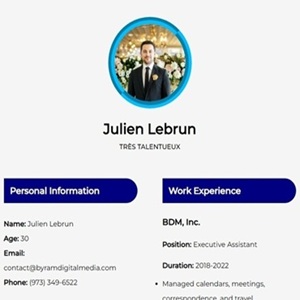 Julien Lebrun
TRÈS TALENTUEUX
Personal Information
Name: Julien Lebrun
Age: 30
Email:
contact@byramdigitalmedia.com
Phone: (973) 349-6522
Work Experience
BDM, Inc.
Position: Executive Assistant
Duration: 2018-2022
• Managed calendars, meetings,
correspondence, and travel